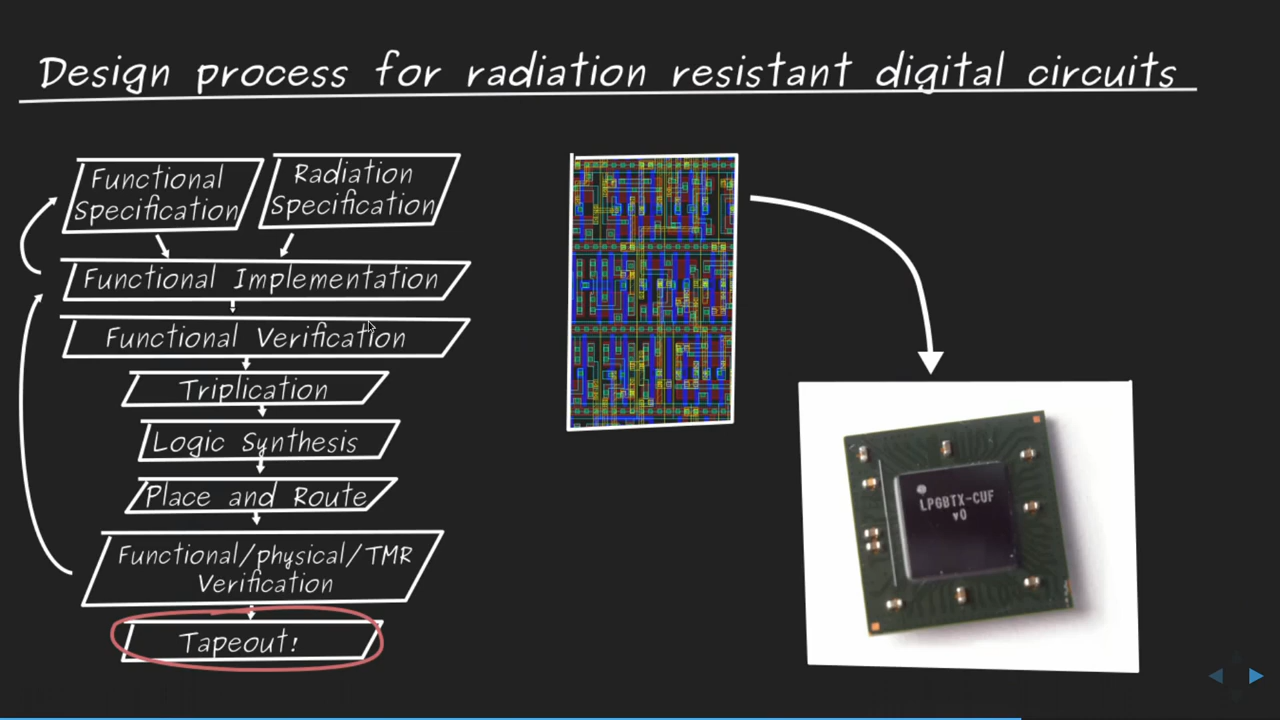 Design process for radiation resistant digital circuits
Functional
Specification
Radiation
Specification
Functional Implementation
Functional Verification
Triplication
Logic Synthesis
Place and Route
Functional/physical/TMR
Verification
Tapeout!
LPGBTX-CUF
v0